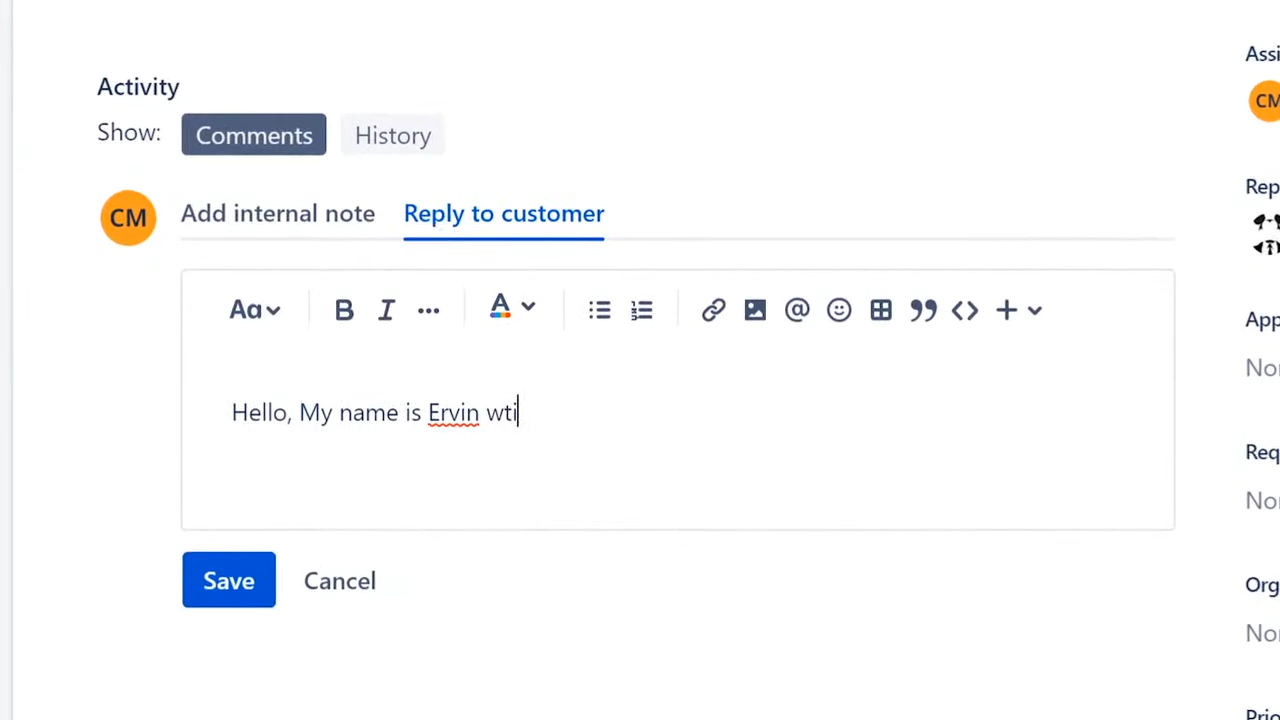 Activity
Show: Comments History
CM Add internal note Reply to customer
Aa B I A @
Hello, My name is Ervin wti
Save Cancel
Assi
CM
Rep
App
Nor
Req
Nor
Org
Nor
Prio